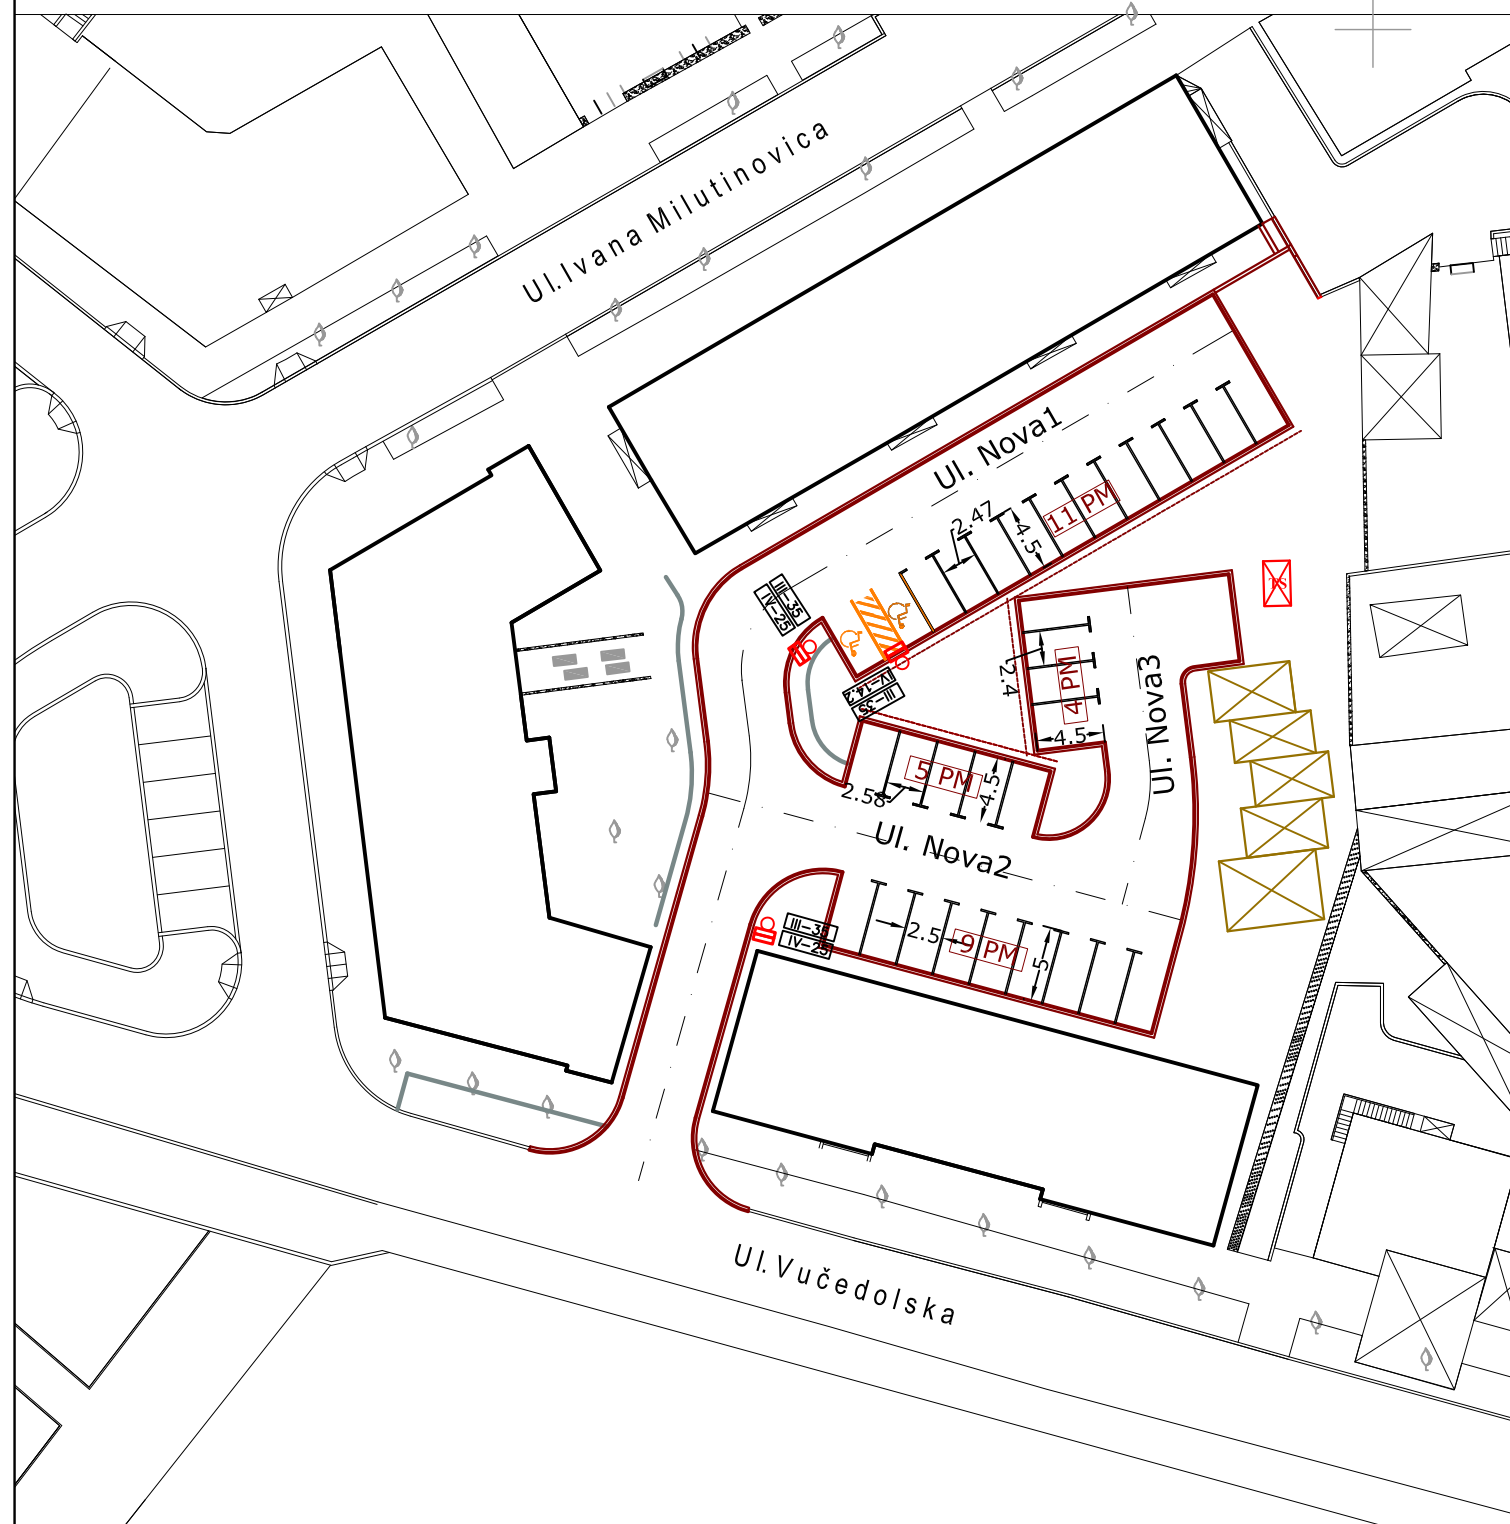 Ul.Ivana Milutinovica
Ul. Nova1
2.47
4.5
11 PM
TS
III-35
IV-25
IV-14.2
III-35
2.4
4 PM
4.5
Ul. Nova3
5 PM
2.58
4.5
Ul. Nova2
III-35
IV-25
2.5
9 PM
5
Ul.Vučedolska